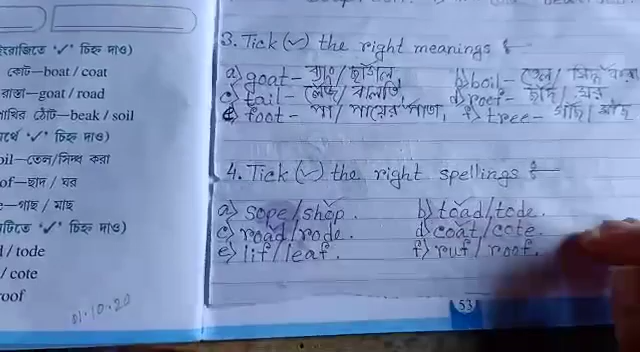 ইংরাজিতে '✓' চিহ্ন দাও)
কোট—boat / coat
রাস্তা—goat / road
পাখির ঠোঁট—beak / soil
অর্থে '✓' চিহ্ন দাও)
oil—তেল/সিদ্ধ করা
of—ছাদ / ঘর
e—গাছ / মাছ
'✓' চিহ্ন দাও)
/ tode
/ cote
roof
01.10.20
3. Tick (✓) the right meanings :-
a) goat - ব্যাং/ ছাগল, b) boil - তেল/ সিদ্ধ করা
c) tail - লেজ/ বালতি, d) roof - ছাদ/ ঘর
e) foot - পা/ পায়ের পাতা, f) tree - গাছ/ মাছ
4. Tick (✓) the right spellings :-
a) sope/shop. b) toad/tode.
c) road/rode. d) coat/cote.
e) lif/leaf. f) ruf/roof.
53